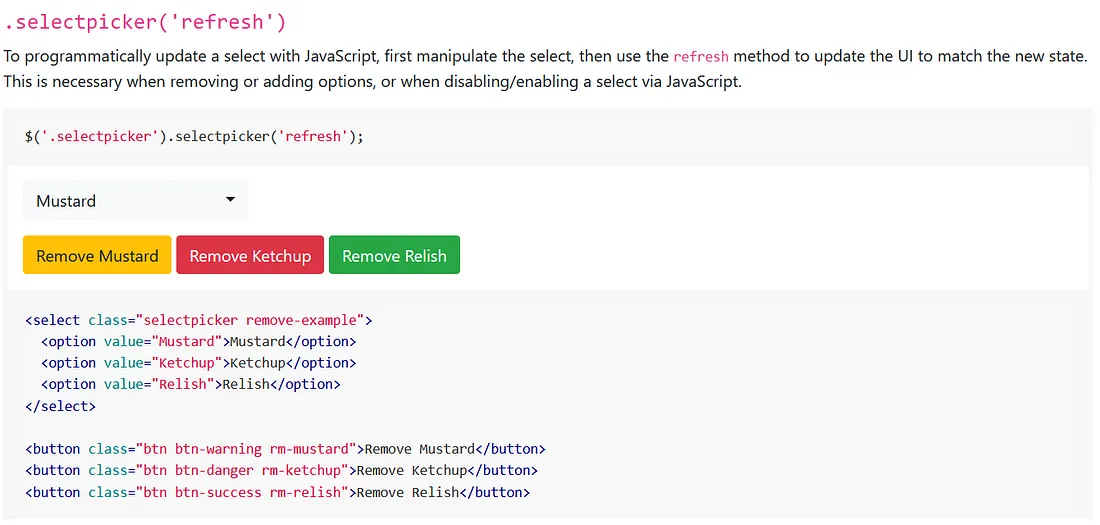 .selectpicker('refresh')
To programmatically update a select with JavaScript, first manipulate the select, then use the refresh method to update the UI to match the new state.
This is necessary when removing or adding options, or when disabling/enabling a select via JavaScript.
$('.selectpicker').selectpicker('refresh');
Mustard
Remove Mustard Remove Ketchup Remove Relish
<select class="selectpicker remove-example">
  <option value="Mustard">Mustard</option>
  <option value="Ketchup">Ketchup</option>
  <option value="Relish">Relish</option>
</select>
<button class="btn btn-warning rm-mustard">Remove Mustard</button>
<button class="btn btn-danger rm-ketchup">Remove Ketchup</button>
<button class="btn btn-success rm-relish">Remove Relish</button>